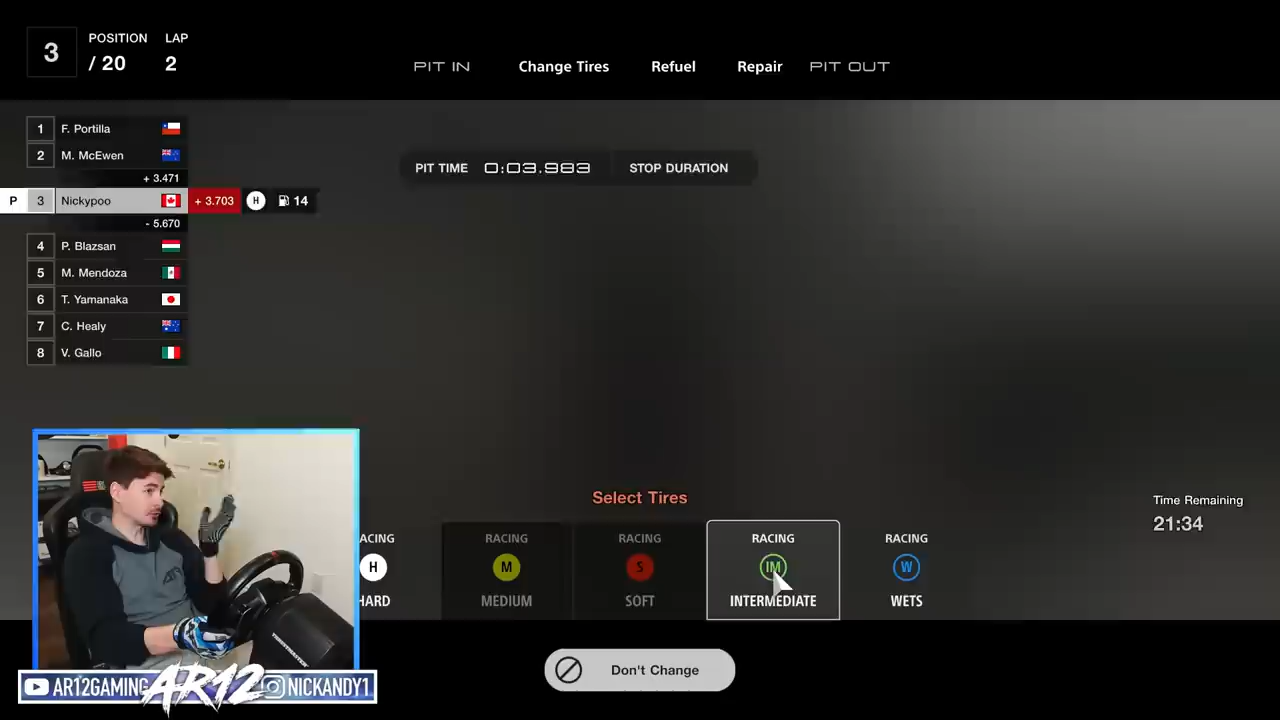 3
POSITION
/ 20
LAP
2
PIT IN
Change Tires
Refuel
Repair
PIT OUT
1 F. Portilla
2 M. McEwen
+ 3.471
P 3 Nickypoo + 3.703 H 14
- 5.670
4 P. Blazsan
5 M. Mendoza
6 T. Yamanaka
7 C. Healy
8 V. Gallo
PIT TIME 0:03.983 STOP DURATION
Select Tires
Time Remaining
21:34
ACING
H
HARD
RACING
M
MEDIUM
RACING
S
SOFT
RACING
IM
INTERMEDIATE
RACING
W
WETS
Don't Change
THRUSTMASTER
AR12GAMING
AR12
NICKANDY1